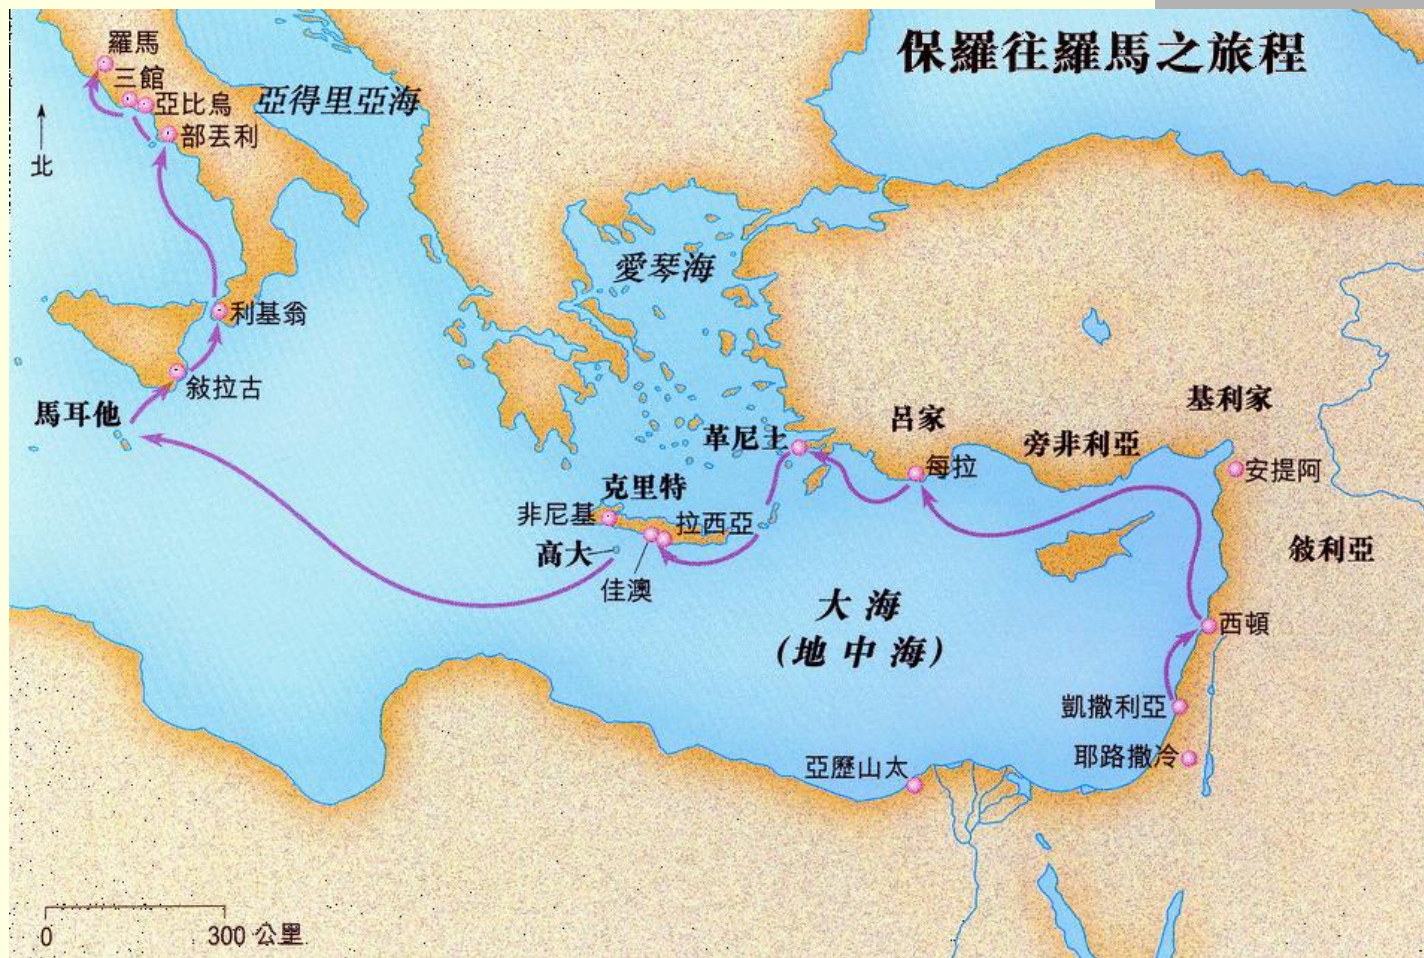 保羅往羅馬之旅程
羅馬
三館
亞比烏
亞得里亞海
部丟利
北
愛琴海
利基翁
敍拉古
馬耳他
基利家
呂家
革尼土
旁非利亞
每拉
安提阿
克里特
非尼基
拉西亞
高大
敍利亞
佳澳
大海
(地中海)
西頓
凱撒利亞
耶路撒冷
亞歷山太
0 300 公里